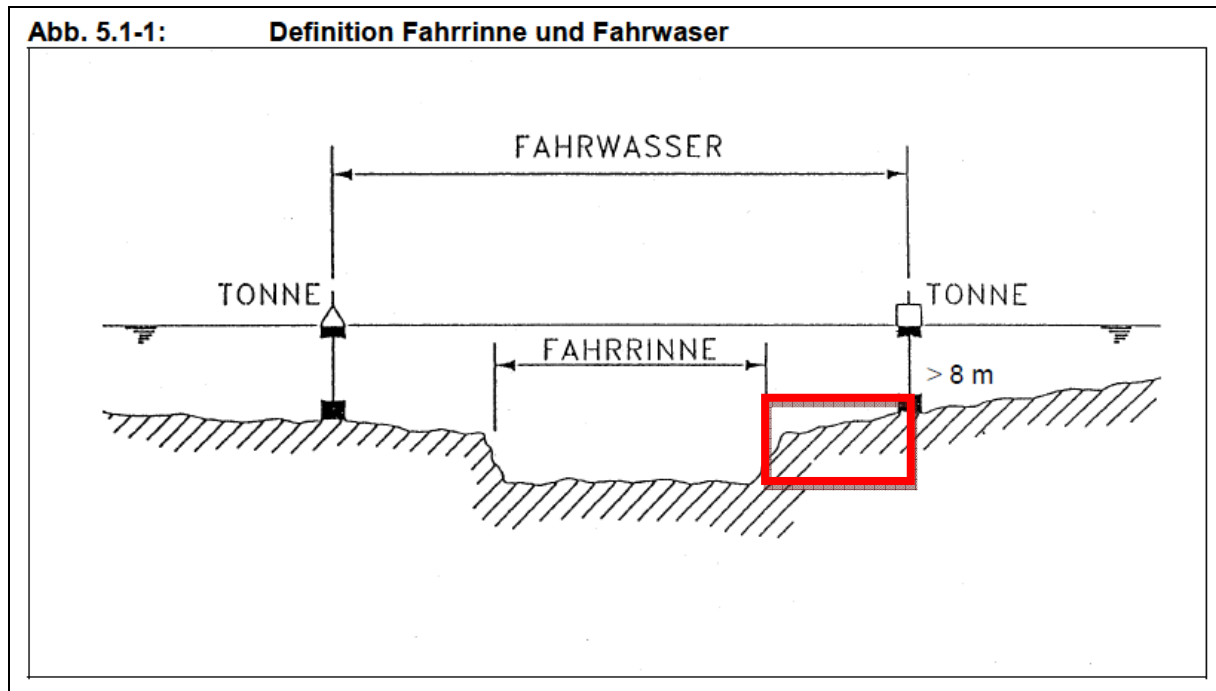 Abb. 5.1-1: Definition Fahrrinne und Fahrwaser
FAHRWASSER
TONNE
TONNE
FAHRRINNE
> 8 m